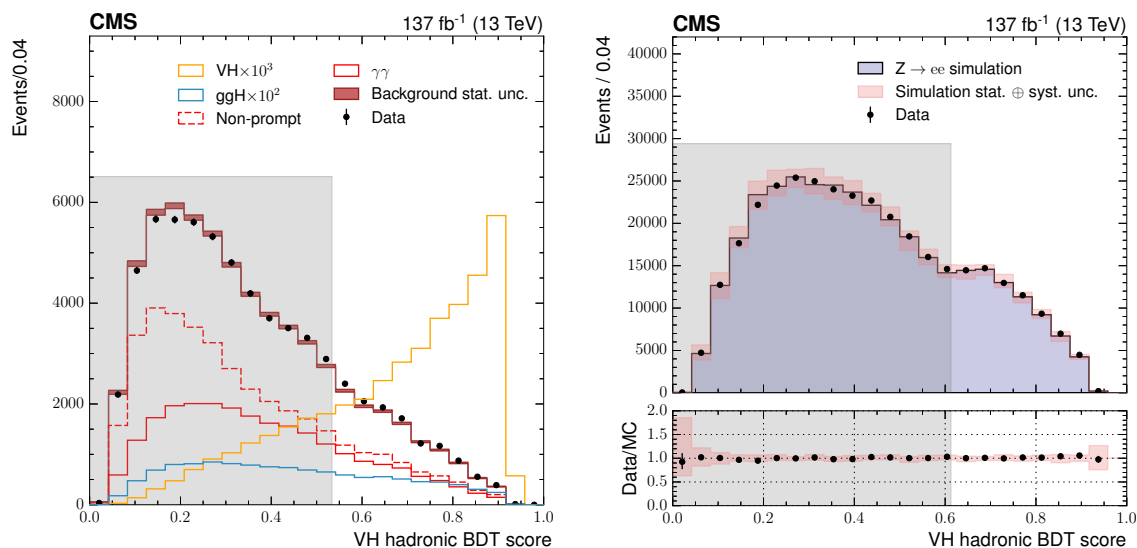 CMS 137 fb⁻¹ (13 TeV)
Events/0.04
9000
8000
6000
4000
2000
0
VH×10³
ggH×10²
Non-prompt
γγ
Background stat. unc.
Data
0.0 0.2 0.4 0.6 0.8 1.0
VH hadronic BDT score
CMS 137 fb⁻¹ (13 TeV)
Events / 0.04
40000
35000
30000
25000
20000
15000
10000
5000
0
Z → ee simulation
Simulation stat. ⊕ syst. unc.
Data
Data/MC
2.0
1.5
1.0
0.5
0.0
0.0 0.2 0.4 0.6 0.8 1.0
VH hadronic BDT score